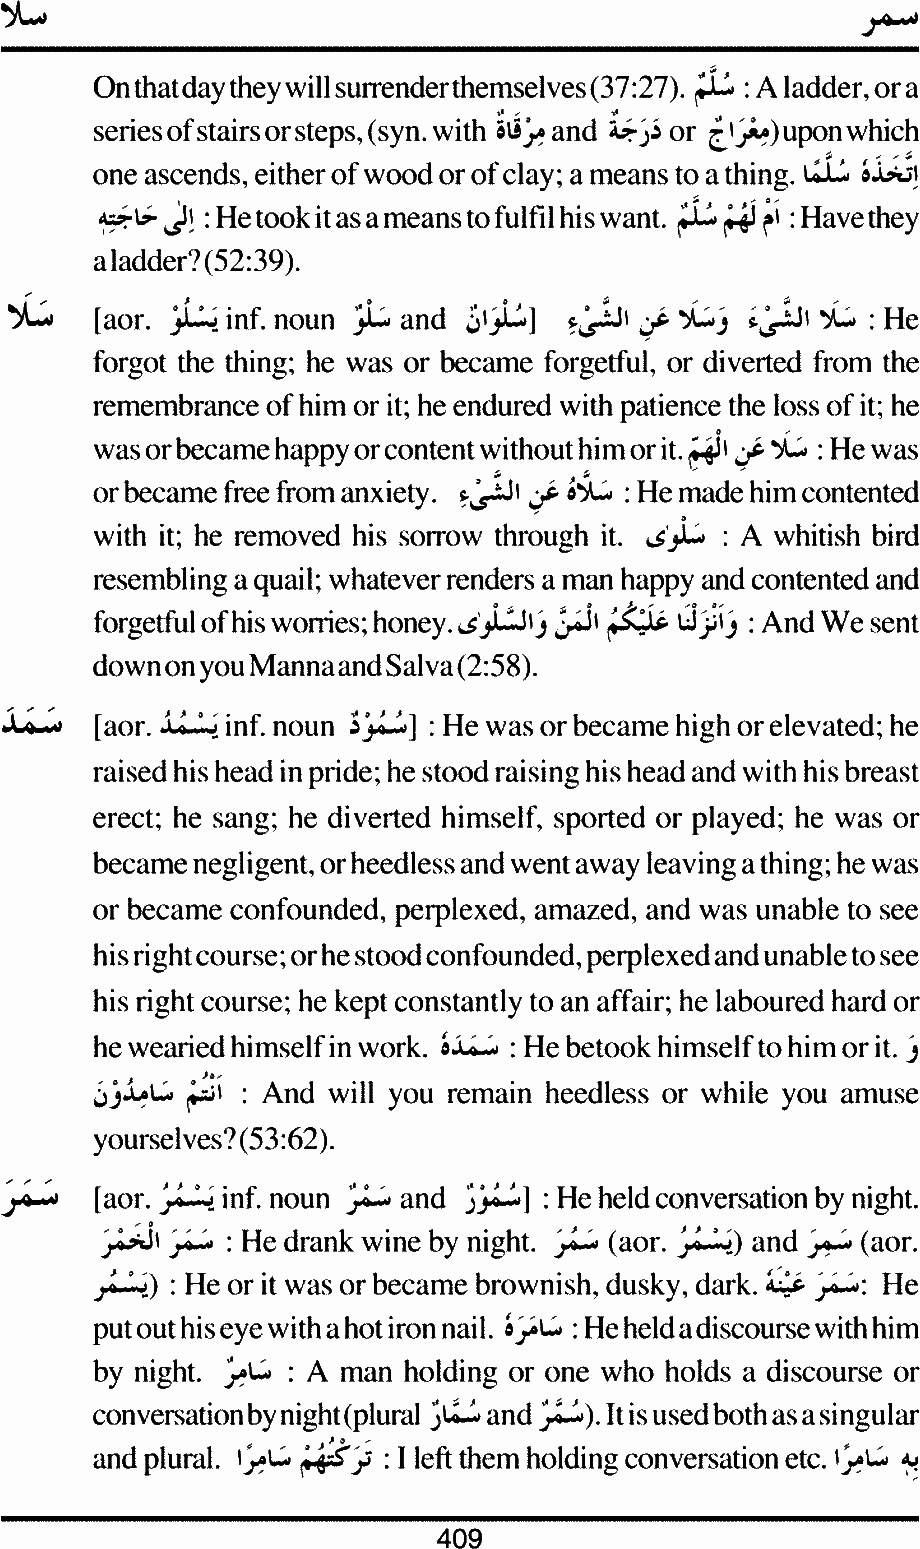 سلا سمر
On that day they will surrender themselves (37:27). سُلَّمٌ : A ladder, or a
series of stairs or steps, (syn. with مِرْقَاةٌ and دَرَجَةٌ or مِعْرَاجٌ) upon which
one ascends, either of wood or of clay; a means to a thing. اِتَّخَذَهٗ سُلَّمًا
اِلٰى حَاجَتِهٖ : He took it as a means to fulfil his want. اَمْ لَهُمْ سُلَّمٌ : Have they
a ladder? (52:39).
سَلَا [aor. يَسْلُوْ inf. noun سَلْوٌ and سُلْوَانٌ] سَلَا الشَّيْءَ وَسَلَا عَنِ الشَّيْءِ : He
forgot the thing; he was or became forgetful, or diverted from the
remembrance of him or it; he endured with patience the loss of it; he
was or became happy or content without him or it. سَلَا عَنِ الْهَمِّ : He was
or became free from anxiety. سَلَّاهُ عَنِ الشَّيْءِ : He made him contented
with it; he removed his sorrow through it. سَلْوٰى : A whitish bird
resembling a quail; whatever renders a man happy and contented and
forgetful of his worries; honey. وَاَنْزَلْنَا عَلَيْكُمُ الْمَنَّ وَالسَّلْوٰى : And We sent
down on you Manna and Salva (2:58).
سَمَدَ [aor. يَسْمُدُ inf. noun سُمُوْدٌ] : He was or became high or elevated; he
raised his head in pride; he stood raising his head and with his breast
erect; he sang; he diverted himself, sported or played; he was or
became negligent, or heedless and went away leaving a thing; he was
or became confounded, perplexed, amazed, and was unable to see
his right course; or he stood confounded, perplexed and unable to see
his right course; he kept constantly to an affair; he laboured hard or
he wearied himself in work. سَمَدَهٗ : He betook himself to him or it. وَ
اَنْتُمْ سَامِدُوْنَ : And will you remain heedless or while you amuse
yourselves? (53:62).
سَمَرَ [aor. يَسْمُرُ inf. noun سَمْرٌ and سُمُوْرٌ] : He held conversation by night.
سَمَرَ الْخَمْرَ : He drank wine by night. سَمُرَ (aor. يَسْمُرُ) and سَمِرَ (aor.
يَسْمُرُ) : He or it was or became brownish, dusky, dark. سَمَرَ عَيْنَهٗ: He
put out his eye with a hot iron nail. سَامَرَهٗ : He held a discourse with him
by night. سَامِرٌ : A man holding or one who holds a discourse or
conversation by night (plural سُمَّارٌ and سُمَّرٌ). It is used both as a singular
and plural. تَرَكْتُهُمْ سَامِرًا : I left them holding conversation etc. بِهٖ سَامِرًا
409